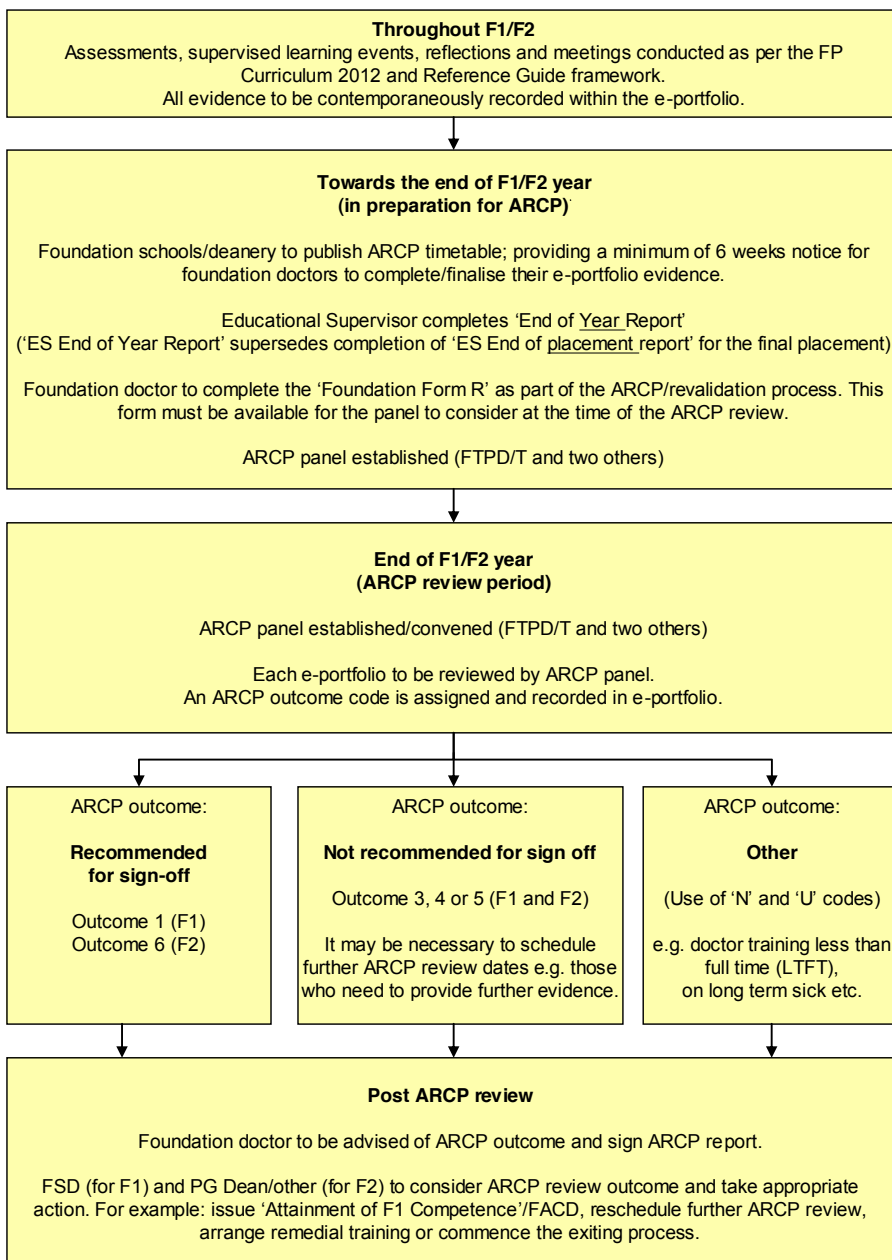 Throughout F1/F2
Assessments, supervised learning events, reflections and meetings conducted as per the FP
Curriculum 2012 and Reference Guide framework.
All evidence to be contemporaneously recorded within the e-portfolio.
Towards the end of F1/F2 year
(in preparation for ARCP)
Foundation schools/deanery to publish ARCP timetable; providing a minimum of 6 weeks notice for
foundation doctors to complete/finalise their e-portfolio evidence.
Educational Supervisor completes 'End of Year Report'
('ES End of Year Report' supersedes completion of 'ES End of placement report' for the final placement)
Foundation doctor to complete the 'Foundation Form R' as part of the ARCP/revalidation process. This
form must be available for the panel to consider at the time of the ARCP review.
ARCP panel established (FTPD/T and two others)
End of F1/F2 year
(ARCP review period)
ARCP panel established/convened (FTPD/T and two others)
Each e-portfolio to be reviewed by ARCP panel.
An ARCP outcome code is assigned and recorded in e-portfolio.
ARCP outcome:
Recommended
for sign-off
Outcome 1 (F1)
Outcome 6 (F2)
ARCP outcome:
Not recommended for sign off
Outcome 3, 4 or 5 (F1 and F2)
It may be necessary to schedule
further ARCP review dates e.g. those
who need to provide further evidence.
ARCP outcome:
Other
(Use of 'N' and 'U' codes)
e.g. doctor training less than
full time (LTFT),
on long term sick etc.
Post ARCP review
Foundation doctor to be advised of ARCP outcome and sign ARCP report.
FSD (for F1) and PG Dean/other (for F2) to consider ARCP review outcome and take appropriate
action. For example: issue 'Attainment of F1 Competence'/FACD, reschedule further ARCP review,
arrange remedial training or commence the exiting process.